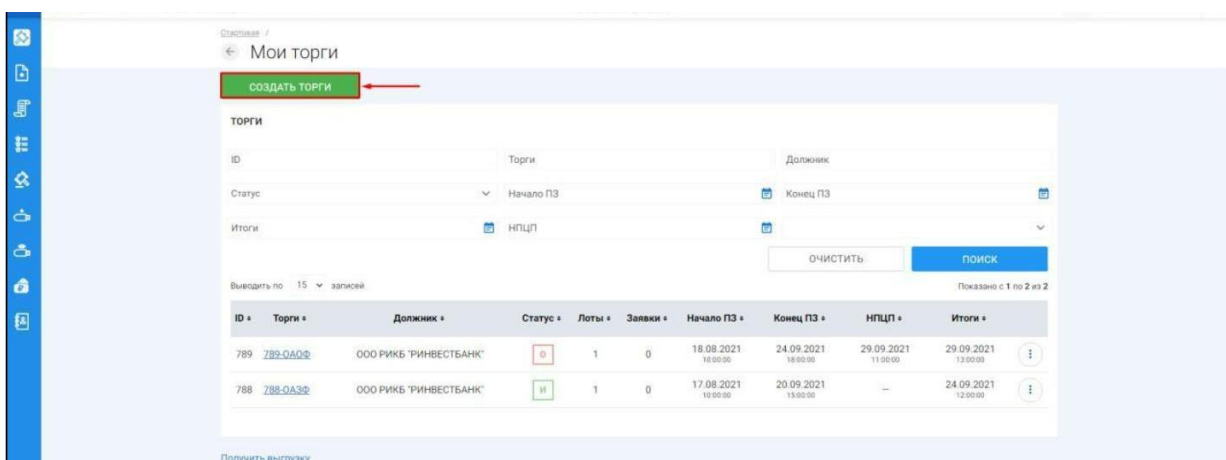 Стартовая /
← Мои торги
СОЗДАТЬ ТОРГИ
ТОРГИ
ID Торги Должник
Статус Начало ПЗ Конец ПЗ
Итоги НПЦП
ОЧИСТИТЬ ПОИСК
Выводить по 15 записей Показано с 1 по 2 из 2
ID Торги Должник Статус Лоты Заявки Начало ПЗ Конец ПЗ НПЦП Итоги
789 789-ОАОФ ООО РИКБ "РИНВЕСТБАНК" О 1 0 18.08.2021 24.09.2021 29.09.2021 29.09.2021
10:00:00 18:00:00 11:00:00 13:00:00
788 788-ОАЗФ ООО РИКБ "РИНВЕСТБАНК" И 1 0 17.08.2021 20.09.2021 – 24.09.2021
10:00:00 15:00:00 12:00:00
Получить выгрузку